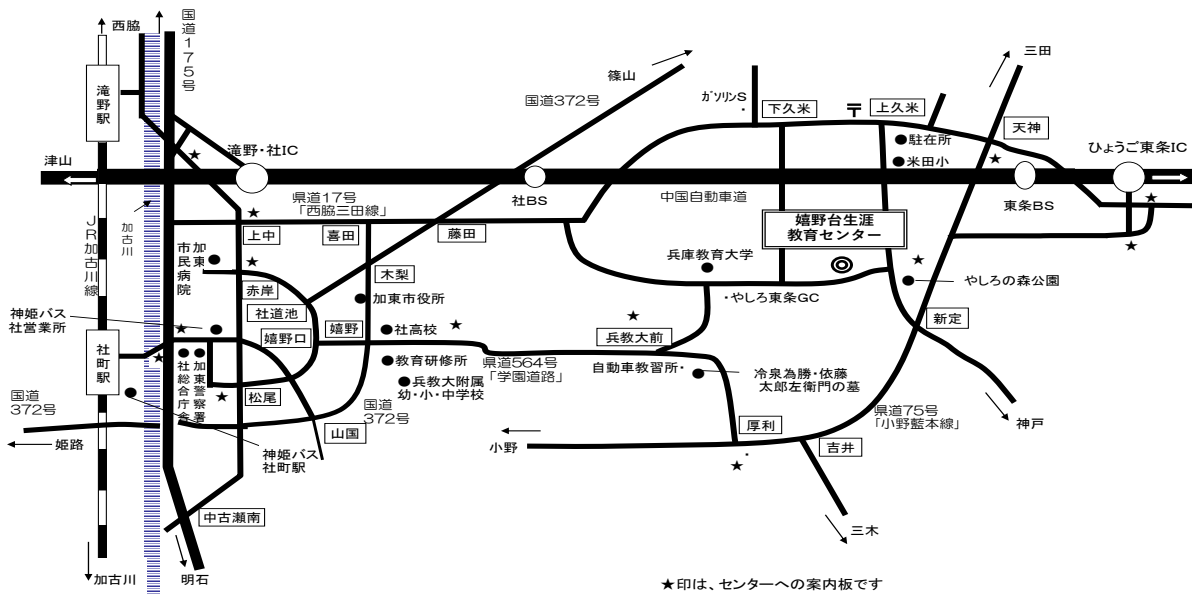 西脇
国道175号
滝野駅
津山
滝野・社IC
篠山
国道372号
ガソリンS
下久米
〒
上久米
三田
天神
●駐在所
●米田小
ひょうご東条IC
★
県道17号
「西脇三田線」
社BS
中国自動車道
東条BS
JR加古川線
加古川
上中
喜田
藤田
嬉野台生涯
教育センター
◎
加東
市民病院
赤岸
木梨
兵庫教育大学
やしろの森公園
社道池
加東市役所
・やしろ東条GC
神姫バス
社営業所
嬉野口
嬉野
社高校
兵教大前
新定
社町駅
教育研修所
県道564号
「学園道路」
自動車教習所・
冷泉為勝・依藤
太郎左衛門の墓
社総合庁舎
加東警察署
松尾
兵教大附属
幼・小・中学校
国道
372号
国道
372号
山国
県道75号
「小野藍本線」
神戸
姫路
神姫バス
社町駅
小野
厚利
吉井
中古瀬南
三木
加古川
明石
★印は、センターへの案内板です